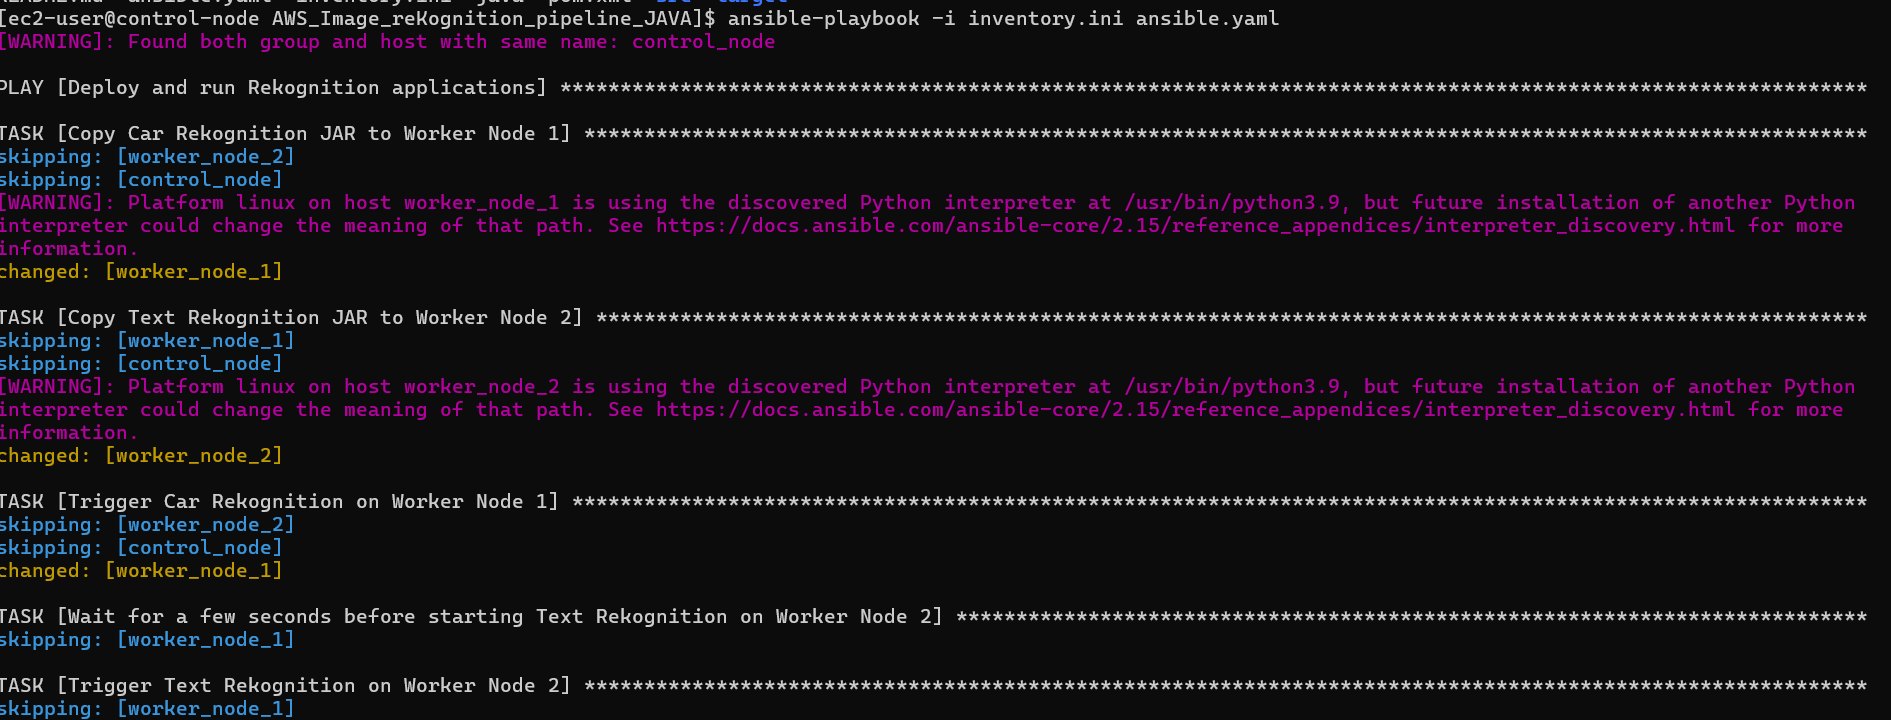 [ec2-user@control-node AWS_Image_reKognition_pipeline_JAVA]$ ansible-playbook -i inventory.ini ansible.yaml
[WARNING]: Found both group and host with same name: control_node
PLAY [Deploy and run Rekognition applications] *************************************************************************************************************
TASK [Copy Car Rekognition JAR to Worker Node 1] ***********************************************************************************************************
skipping: [worker_node_2]
skipping: [control_node]
[WARNING]: Platform linux on host worker_node_1 is using the discovered Python interpreter at /usr/bin/python3.9, but future installation of another Python
interpreter could change the meaning of that path. See https://docs.ansible.com/ansible-core/2.15/reference_appendices/interpreter_discovery.html for more
information.
changed: [worker_node_1]
TASK [Copy Text Rekognition JAR to Worker Node 2] **********************************************************************************************************
skipping: [worker_node_1]
skipping: [control_node]
[WARNING]: Platform linux on host worker_node_2 is using the discovered Python interpreter at /usr/bin/python3.9, but future installation of another Python
interpreter could change the meaning of that path. See https://docs.ansible.com/ansible-core/2.15/reference_appendices/interpreter_discovery.html for more
information.
changed: [worker_node_2]
TASK [Trigger Car Rekognition on Worker Node 1] ************************************************************************************************************
skipping: [worker_node_2]
skipping: [control_node]
changed: [worker_node_1]
TASK [Wait for a few seconds before starting Text Rekognition on Worker Node 2] ****************************************************************************
skipping: [worker_node_1]
TASK [Trigger Text Rekognition on Worker Node 2] ***********************************************************************************************************
skipping: [worker_node_1]